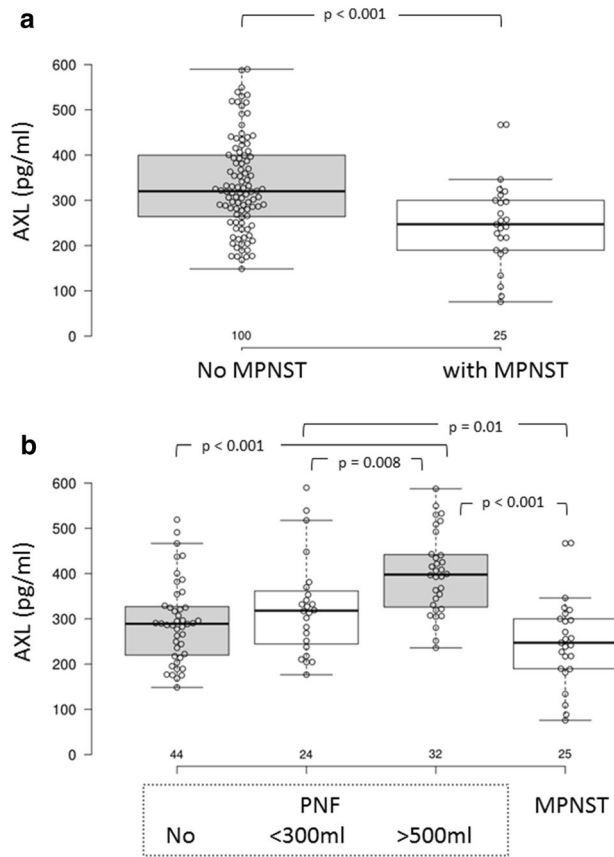 a
p < 0.001
AXL (pg/ml)
600
500
400
300
200
100
0
100 25
No MPNST with MPNST
b
p = 0.01
p < 0.001
p = 0.008
p < 0.001
AXL (pg/ml)
600
500
400
300
200
100
0
44 24 32 25
PNF MPNST
No <300ml >500ml